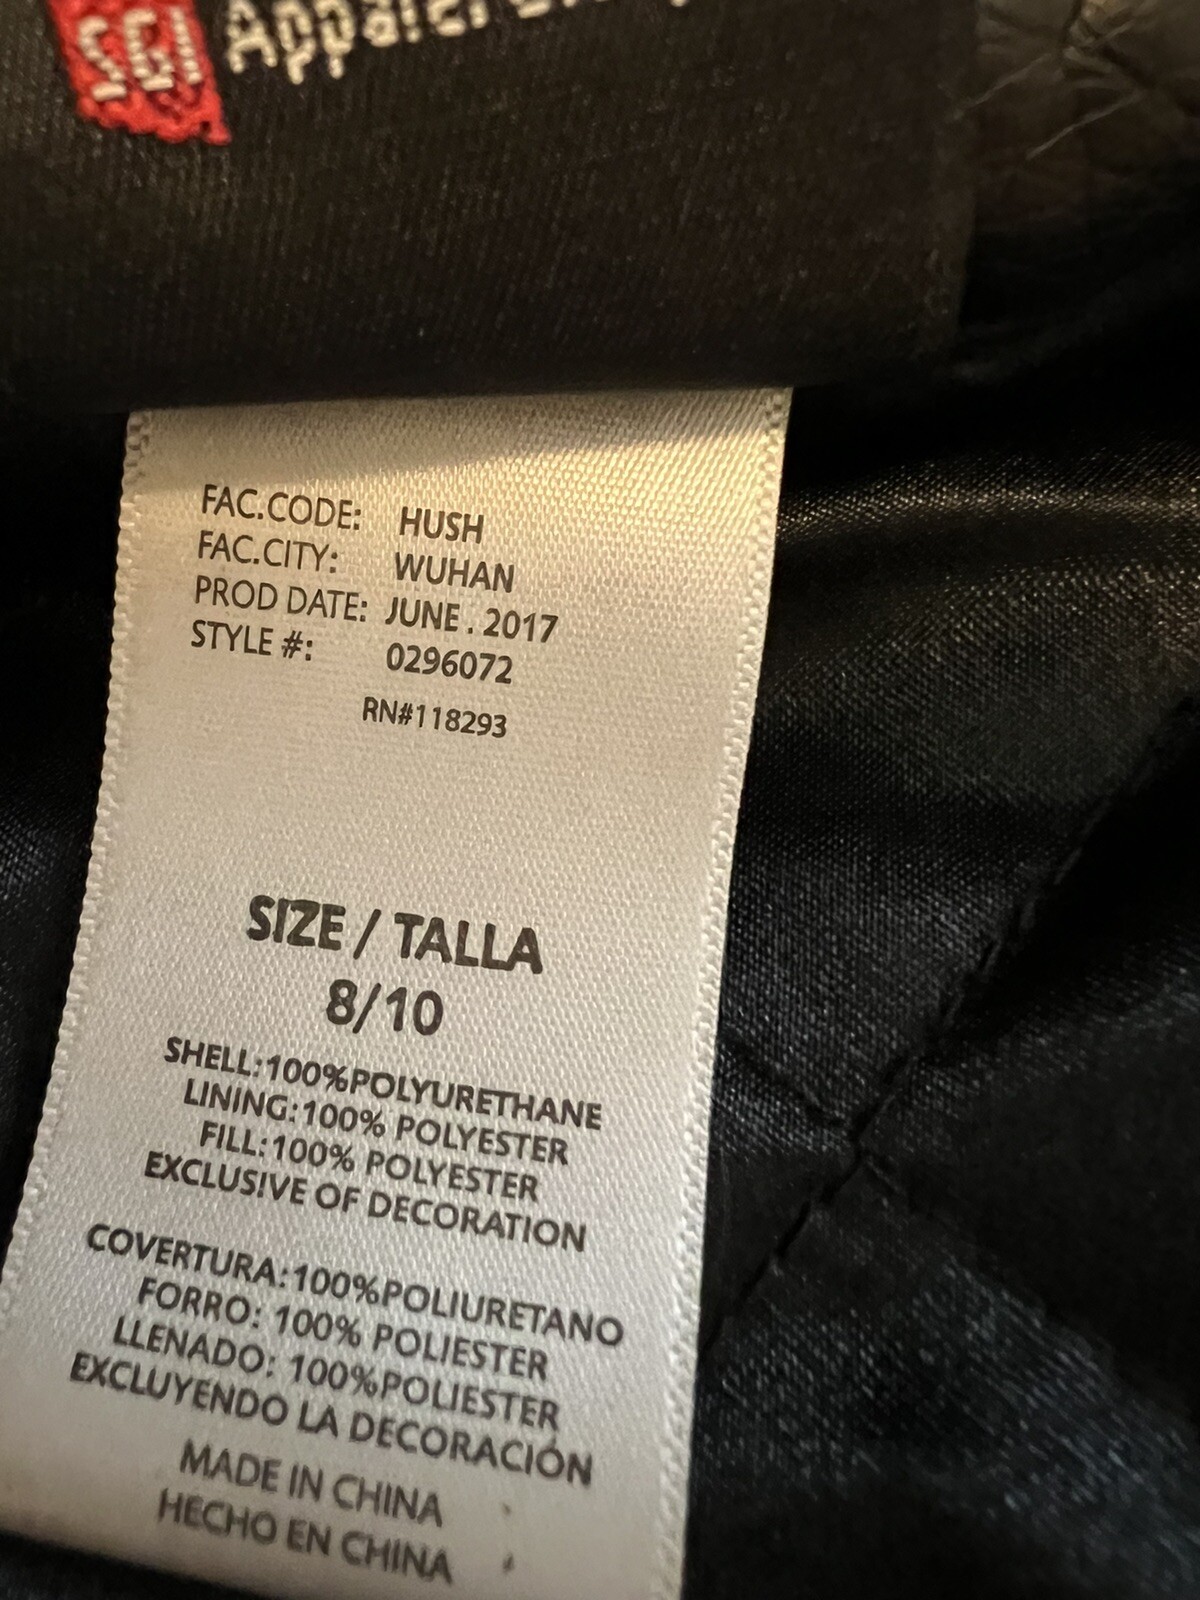 SGI Apparel
FAC.CODE: HUSH
FAC.CITY: WUHAN
PROD DATE: JUNE . 2017
STYLE #: 0296072
RN#118293
SIZE / TALLA
8/10
SHELL:100%POLYURETHANE
LINING:100% POLYESTER
FILL:100% POLYESTER
EXCLUSIVE OF DECORATION
COVERTURA:100%POLIURETANO
FORRO: 100% POLIESTER
LLENADO: 100%POLIESTER
EXCLUYENDO LA DECORACIÓN
MADE IN CHINA
HECHO EN CHINA